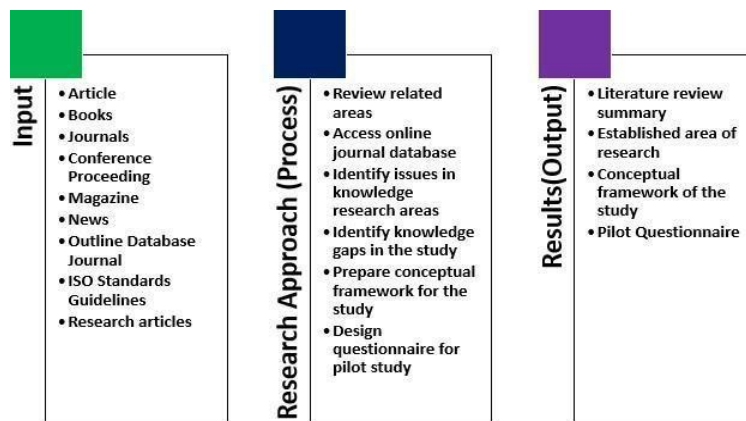 Input
• Article
• Books
• Journals
• Conference
Proceeding
• Magazine
• News
• Outline Database
Journal
• ISO Standards
Guidelines
• Research articles
Research Approach (Process)
• Review related
areas
• Access online
journal database
• Identify issues in
knowledge
research areas
• Identify knowledge
gaps in the study
• Prepare conceptual
framework for the
study
• Design
questionnaire for
pilot study
Results(Output)
• Literature review
summary
• Established area of
research
• Conceptual
framework of the
study
• Pilot Questionnaire